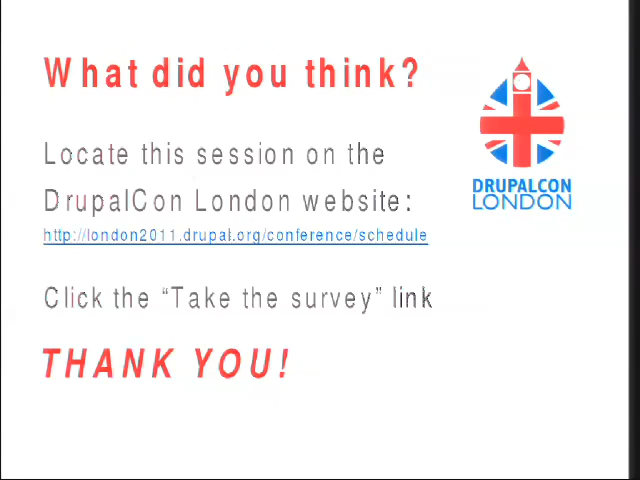 What did you think?
Locate this session on the
DrupalCon London website:
http://london2011.drupal.org/conference/schedule
Click the “Take the survey” link
THANK YOU!
DRUPALCON
LONDON